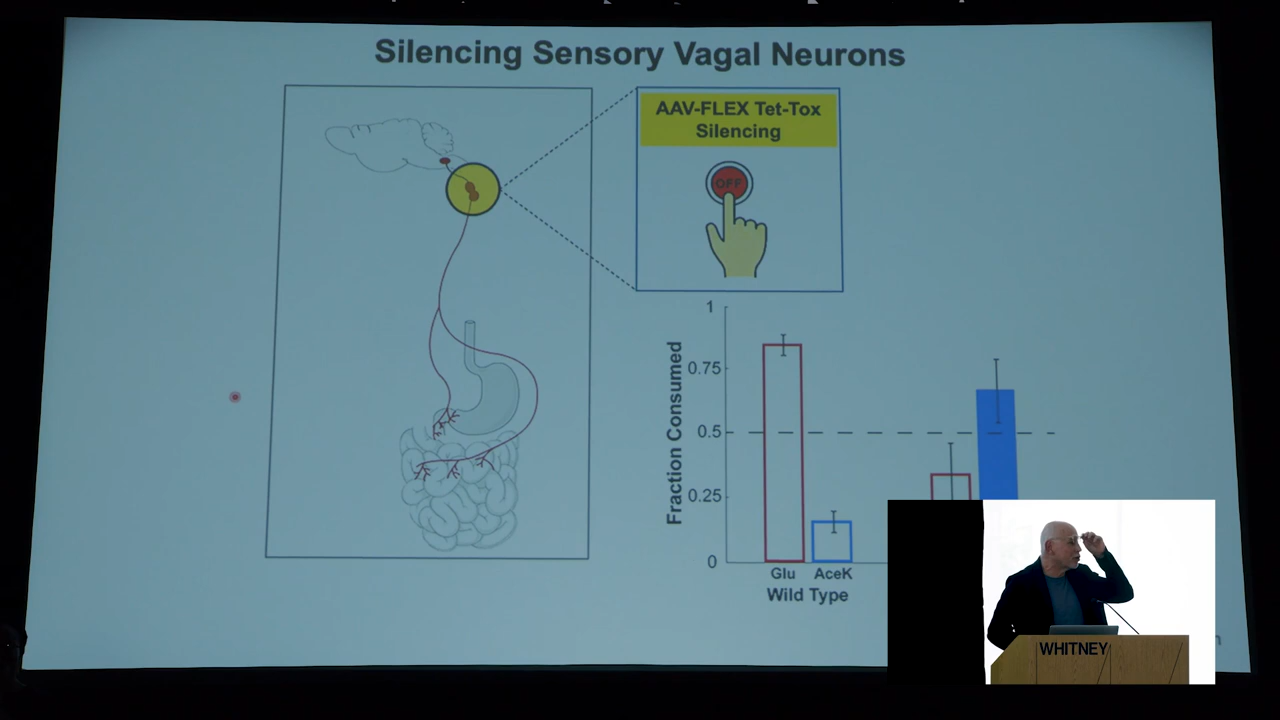 Silencing Sensory Vagal Neurons
AAV-FLEX Tet-Tox
Silencing
OFF
1
0.75
0.5
0.25
0
Fraction Consumed
Glu
AceK
Wild Type
WHITNEY